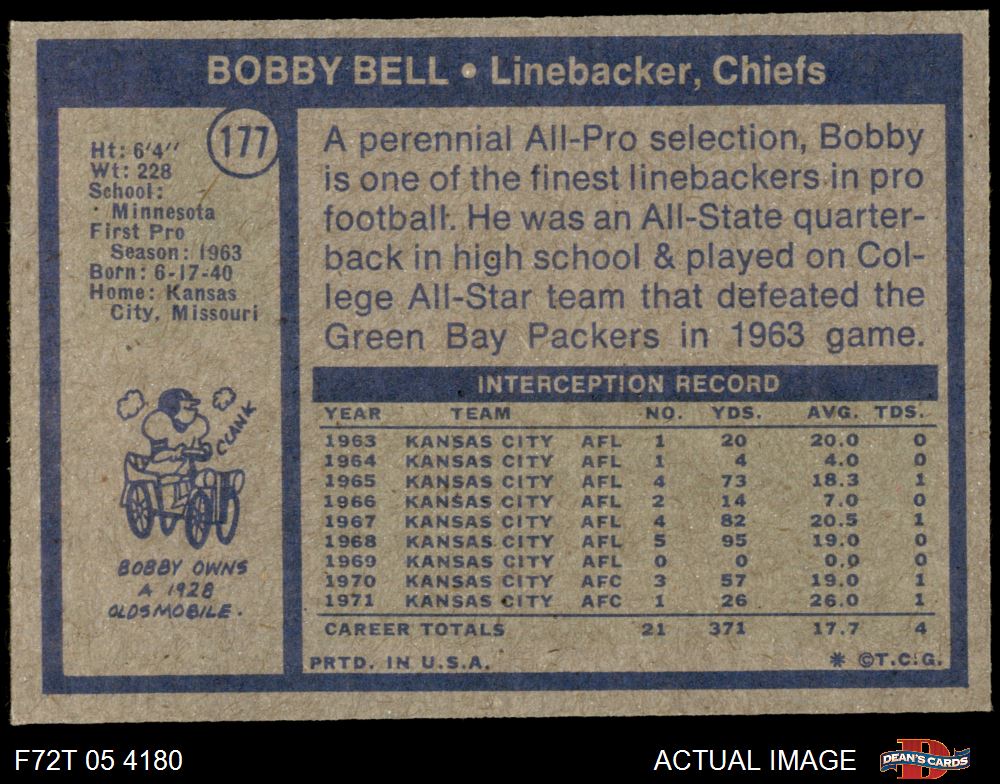 BOBBY BELL • Linebacker, Chiefs
177
Ht: 6'4"
Wt: 228
School:
Minnesota
First Pro
Season: 1963
Born: 6-17-40
Home: Kansas
City, Missouri
CLANK
BOBBY OWNS
A 1928
OLDSMOBILE.
A perennial All-Pro selection, Bobby
is one of the finest linebackers in pro
football. He was an All-State quarter-
back in high school & played on Col-
lege All-Star team that defeated the
Green Bay Packers in 1963 game.
INTERCEPTION RECORD
YEAR TEAM NO. YDS. AVG. TDS.
1963 KANSAS CITY AFL 1 20 20.0 0
1964 KANSAS CITY AFL 1 4 4.0 0
1965 KANSAS CITY AFL 4 73 18.3 1
1966 KANSAS CITY AFL 2 14 7.0 0
1967 KANSAS CITY AFL 4 82 20.5 1
1968 KANSAS CITY AFL 5 95 19.0 0
1969 KANSAS CITY AFL 0 0 0.0 0
1970 KANSAS CITY AFC 3 57 19.0 1
1971 KANSAS CITY AFC 1 26 26.0 1
CAREER TOTALS 21 371 17.7 4
PRTD. IN U.S.A. * ©T.C.G.
F72T 05 4180 ACTUAL IMAGE D DEAN'S CARDS